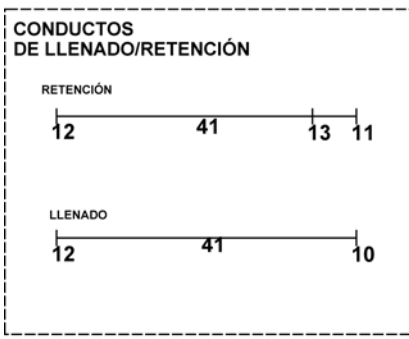 CONDUCTOS
DE LLENADO/RETENCIÓN
RETENCIÓN
12 41 13 11
LLENADO
12 41 10